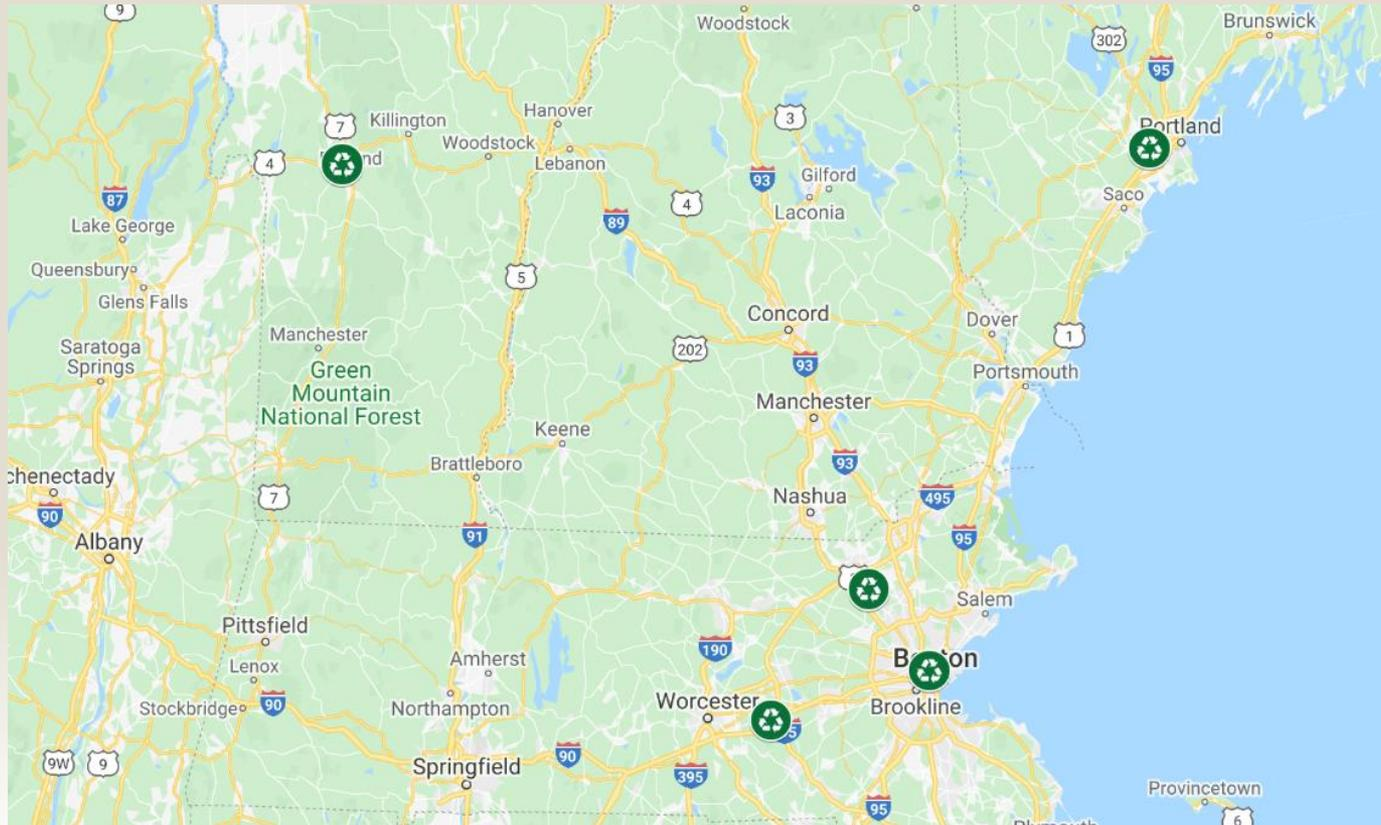 9
Woodstock
302
Brunswick
95
7
Killington
Hanover
3
Portland
Woodstock
4
Lebanon
87
93
Gilford
Saco
4
Laconia
89
Lake George
Queensbury
5
Glens Falls
Concord
Dover
1
Manchester
202
Saratoga
Springs
93
Portsmouth
Green
Mountain
National Forest
Manchester
Keene
Brattleboro
93
chenectady
7
Nashua
495
90
91
95
Albany
Salem
Pittsfield
190
Lenox
Amherst
Stockbridge
90
Northampton
Worcester
Brookline
90
Springfield
395
9W
9
95
Provincetown
6